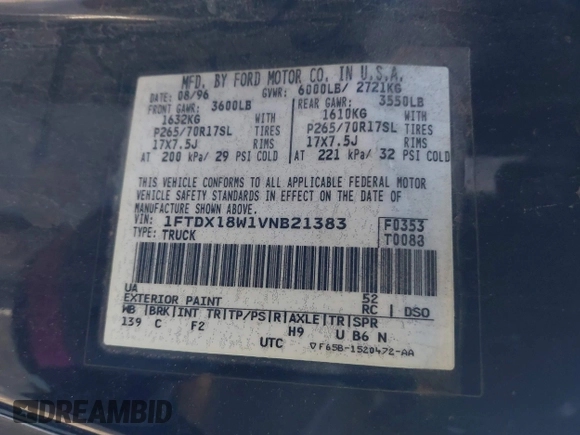 MFD. BY FORD MOTOR CO. IN U.S.A.
DATE: 08/96 GVWR: 6000LB/ 2721KG
FRONT GAWR: 3600LB REAR GAWR: 3550LB
1632KG WITH 1610KG WITH
P265/70R17SL TIRES P265/70R17SL TIRES
17X7.5J RIMS 17X7.5J RIMS
AT 200 kPa/ 29 PSI COLD AT 221 kPa/ 32 PSI COLD
THIS VEHICLE CONFORMS TO ALL APPLICABLE FEDERAL MOTOR
VEHICLE SAFETY STANDARDS IN EFFECT ON THE DATE OF
MANUFACTURE SHOWN ABOVE.
VIN: 1FTDX18W1VNB21383 F0353
TYPE: TRUCK T0083
UA 52
EXTERIOR PAINT RC DSO
WB BRK INT TR TP/PS R AXLE TR SPR
139 C F2 H9 U B6 N
UTC ▽F65B-1520472-AA
DREAMBID